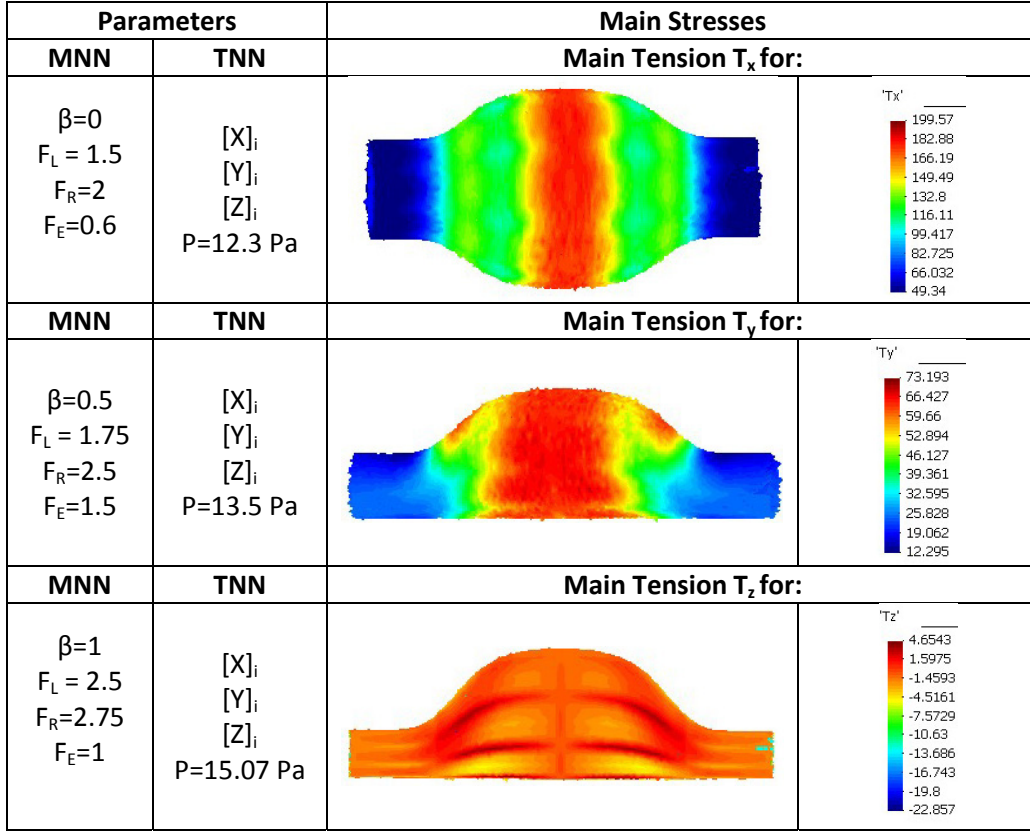 Parameters
Main Stresses
MNN
TNN
Main Tension Tx for:
β=0
FL = 1.5
FR=2
FE=0.6
[X]i
[Y]i
[Z]i
P=12.3 Pa
'Tx'
199.57
182.88
166.19
149.49
132.8
116.11
99.417
82.725
66.032
49.34
MNN
TNN
Main Tension Ty for:
β=0.5
FL = 1.75
FR=2.5
FE=1.5
[X]i
[Y]i
[Z]i
P=13.5 Pa
'Ty'
73.193
66.427
59.66
52.894
46.127
39.361
32.595
25.828
19.062
12.295
MNN
TNN
Main Tension Tz for:
β=1
FL = 2.5
FR=2.75
FE=1
[X]i
[Y]i
[Z]i
P=15.07 Pa
'Tz'
4.6543
1.5975
-1.4593
-4.5161
-7.5729
-10.63
-13.686
-16.743
-19.8
-22.857